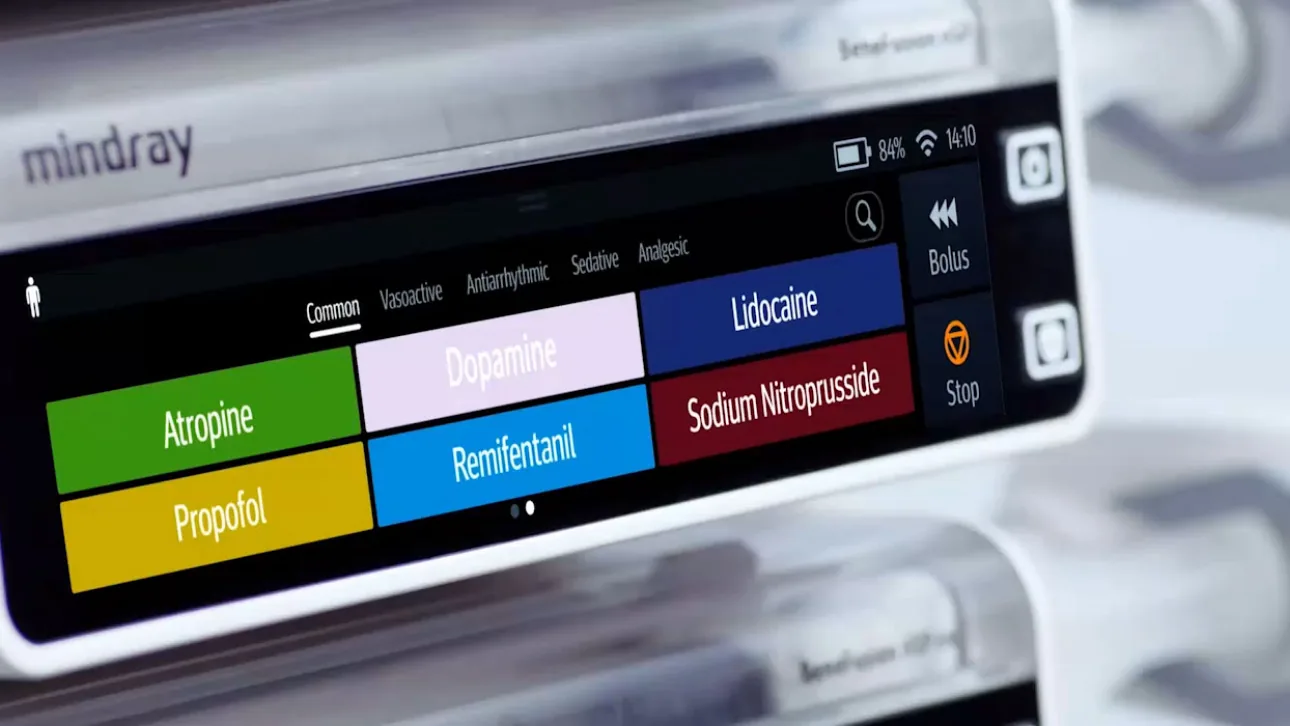 mindray
84% 14:10
Common Vasoactive Antiarrhythmic Sedative Analgesic
Atropine Dopamine Lidocaine
Propofol Remifentanil Sodium Nitroprusside
Bolus
Stop